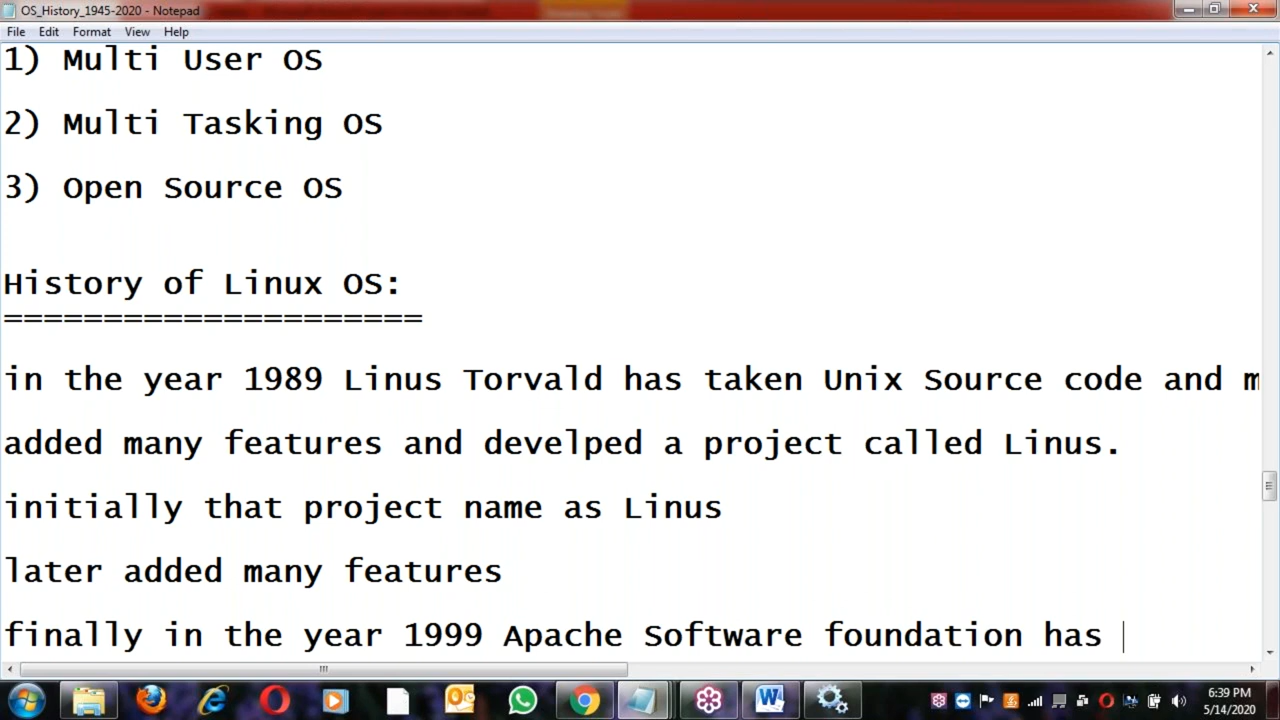 OS_History_1945-2020 - Notepad
File Edit Format View Help
1) Multi User OS
2) Multi Tasking OS
3) Open Source OS
History of Linux OS:
=====================
in the year 1989 Linus Torvald has taken Unix Source code and m
added many features and develped a project called Linus.
initially that project name as Linus
later added many features
finally in the year 1999 Apache Software foundation has
6:39 PM
5/14/2020